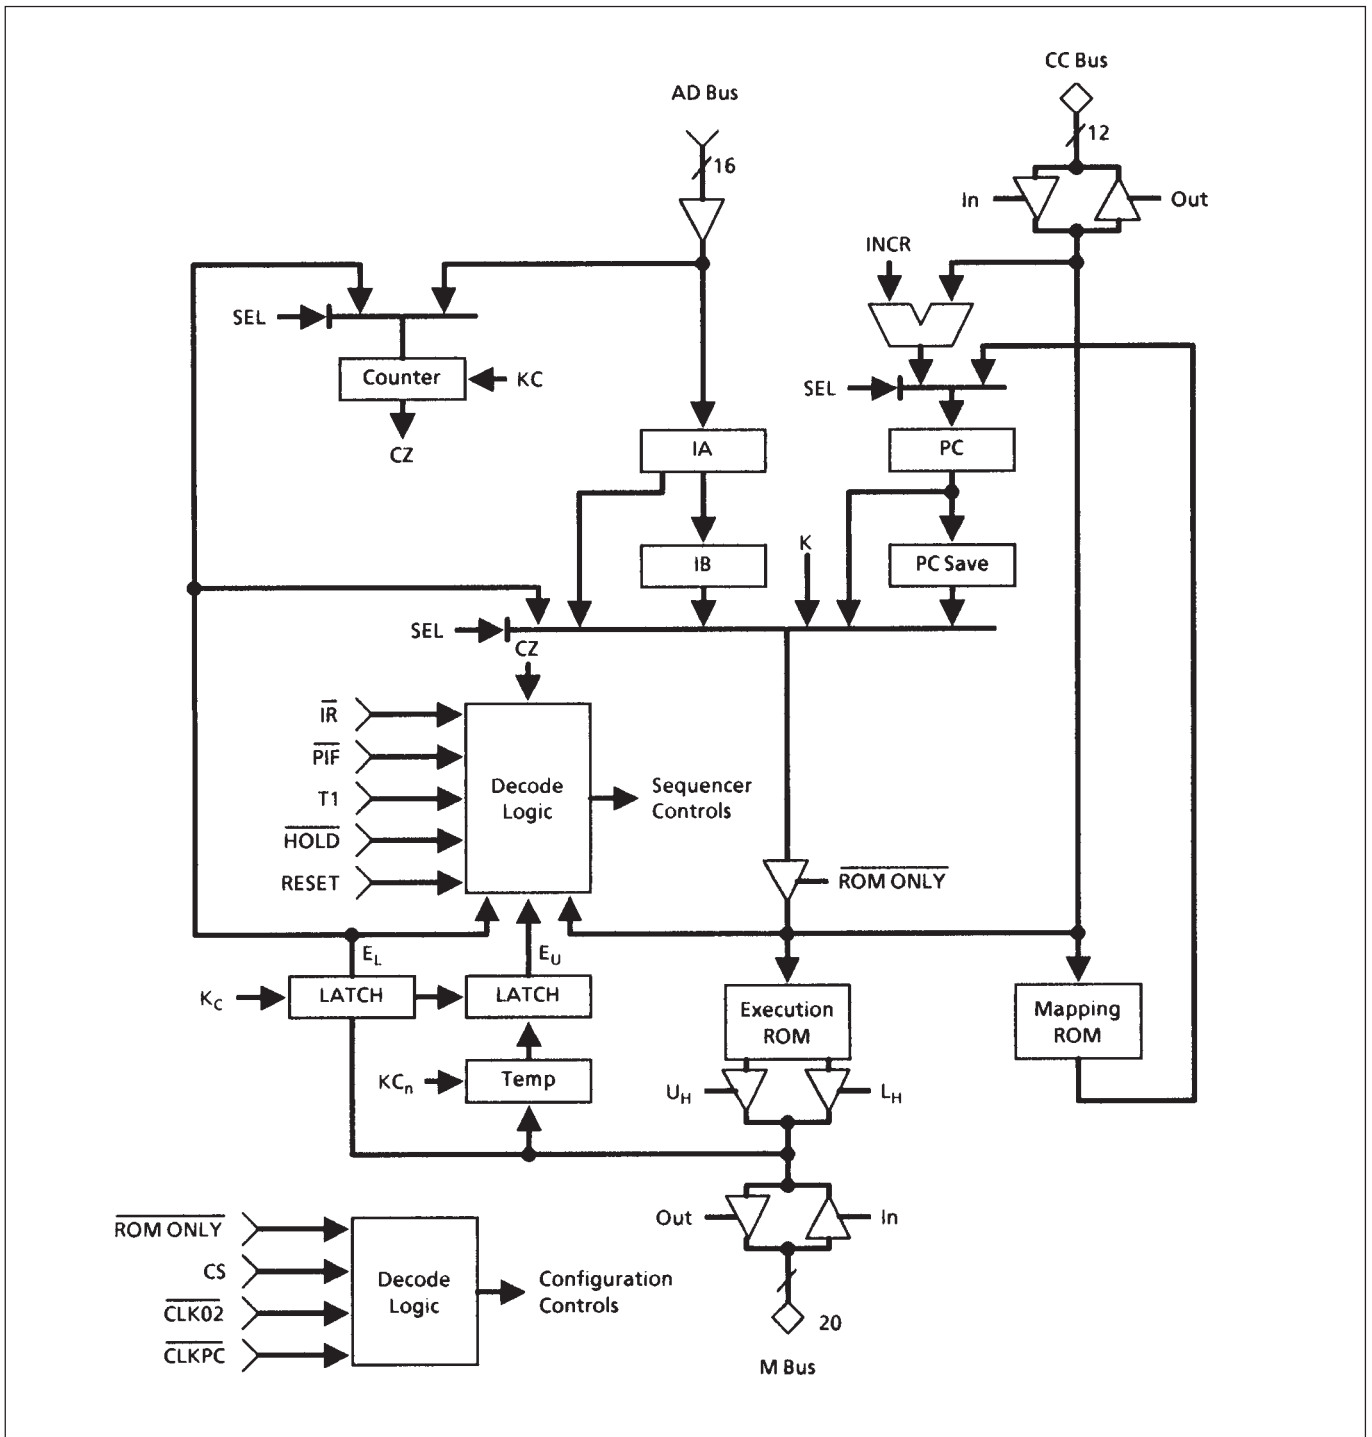 CC Bus
AD Bus
12
16
In
Out
INCR
SEL
Counter
KC
SEL
CZ
IA
PC
K
IB
PC Save
SEL
CZ
IR
PIF
T1
HOLD
RESET
Decode
Logic
Sequencer
Controls
ROM ONLY
EL
EU
KC
LATCH
LATCH
Execution
ROM
Mapping
ROM
KCn
Temp
UH
LH
Out
In
ROM ONLY
CS
CLK02
CLKPC
Decode
Logic
Configuration
Controls
20
M Bus